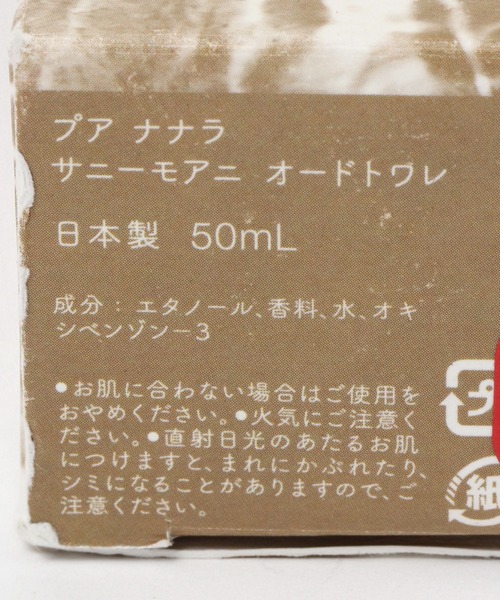 プア ナナラ
サニーモアニ オードトワレ
日本製 50mL
成分：エタノール、香料、水、オキ
シベンゾン－3
●お肌に合わない場合はご使用を
おやめください。●火気にご注意く
ださい。●直射日光のあたるお肌
につけますと、まれにかぶれたり、
シミになることがありますので、ご
注意ください。
プ
紙